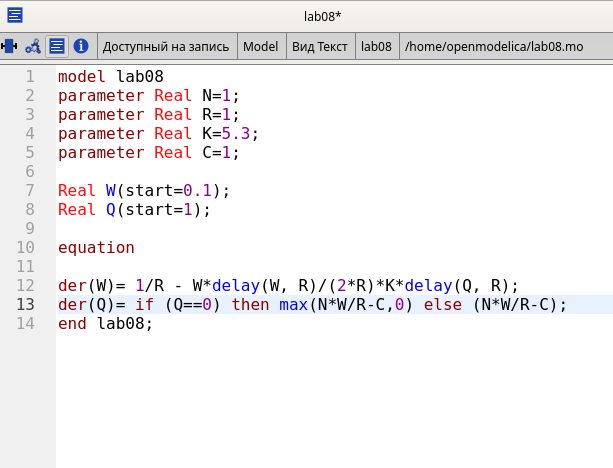 lab08*
Доступный на запись Model Вид Текст lab08 /home/openmodelica/lab08.mo
1 model lab08
2 parameter Real N=1;
3 parameter Real R=1;
4 parameter Real K=5.3;
5 parameter Real C=1;
6
7 Real W(start=0.1);
8 Real Q(start=1);
9
10 equation
11
12 der(W)= 1/R - W*delay(W, R)/(2*R)*K*delay(Q, R);
13 der(Q)= if (Q==0) then max(N*W/R-C,0) else (N*W/R-C);
14 end lab08;